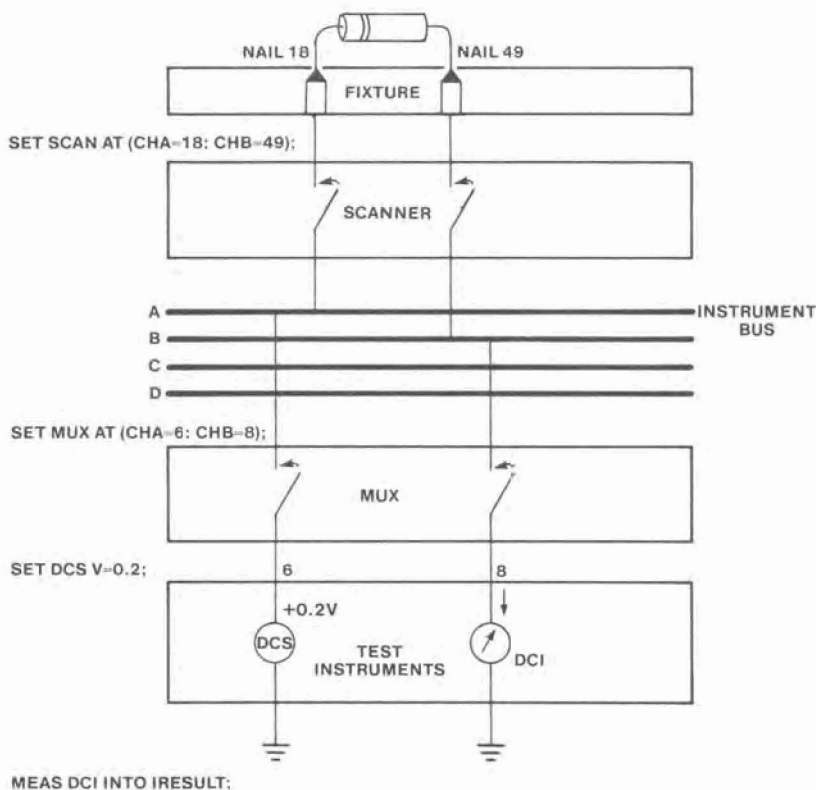 NAIL 18
NAIL 49
FIXTURE
SET SCAN AT (CHA=18: CHB=49);
SCANNER
A
INSTRUMENT
BUS
B
C
D
SET MUX AT (CHA=6: CHB=8);
MUX
SET DCS V=0.2;
6
8
+0.2V
DCS
TEST
INSTRUMENTS
DCI
MEAS DCI INTO IRESULT;